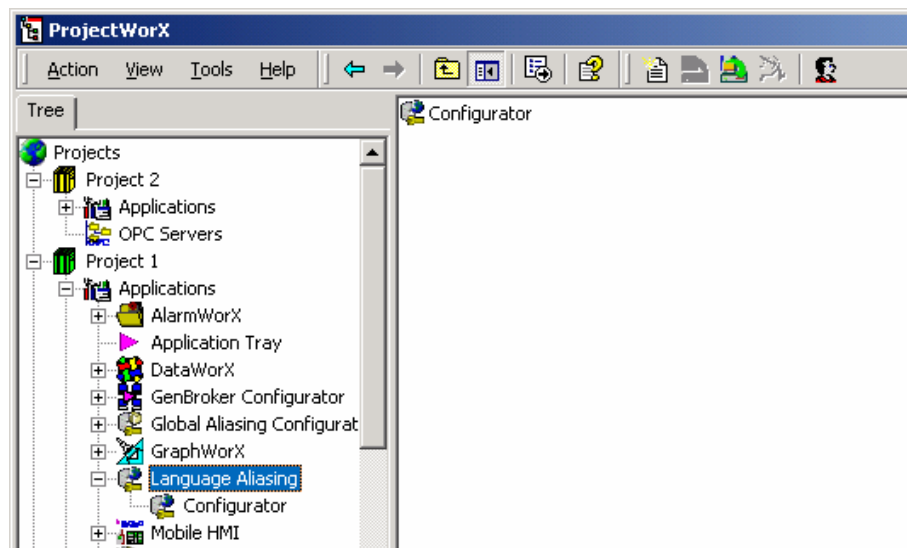 ProjectWorX
Action View Tools Help
Tree
Configurator
Projects
Project 2
Applications
OPC Servers
Project 1
Applications
AlarmWorX
Application Tray
DataWorX
GenBroker Configurator
Global Aliasing Configurat
GraphWorX
Language Aliasing
Configurator
Mobile HMI